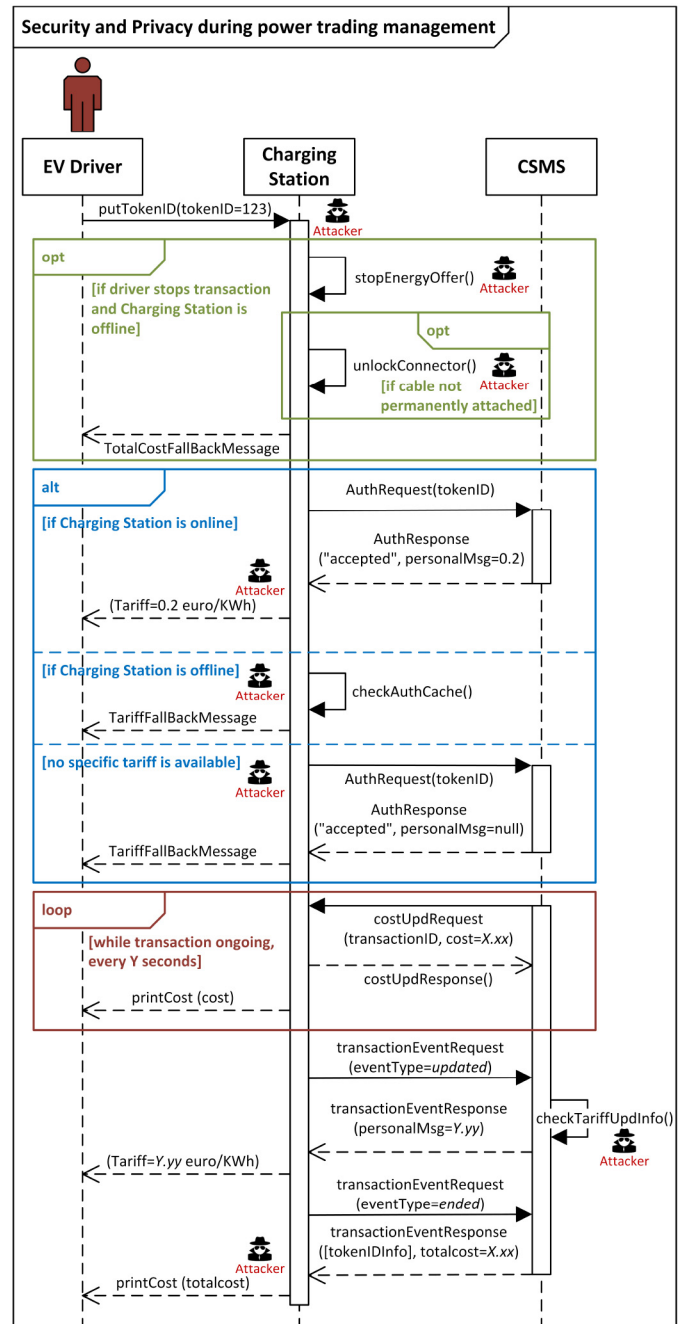 Security and Privacy during power trading management
EV Driver
Charging
Station
CSMS
putTokenID(tokenID=123)
Attacker
opt
[if driver stops transaction
and Charging Station is
offline]
stopEnergyOffer()
Attacker
opt
unlockConnector()
Attacker
[if cable not
permanently attached]
TotalCostFallBackMessage
alt
[if Charging Station is online]
AuthRequest(tokenID)
AuthResponse
("accepted", personalMsg=0.2)
Attacker
(Tariff=0.2 euro/KWh)
[if Charging Station is offline]
Attacker
checkAuthCache()
TariffFallBackMessage
[no specific tariff is available]
Attacker
AuthRequest(tokenID)
AuthResponse
("accepted", personalMsg=null)
TariffFallBackMessage
loop
[while transaction ongoing,
every Y seconds]
costUpdRequest
(transactionID, cost=X.xx)
costUpdResponse()
printCost (cost)
transactionEventRequest
(eventType=updated)
checkTariffUpdInfo()
Attacker
transactionEventResponse
(personalMsg=Y.yy)
(Tariff=Y.yy euro/KWh)
transactionEventRequest
(eventType=ended)
transactionEventResponse
([tokenIDInfo], totalcost=X.xx)
Attacker
printCost (totalcost)